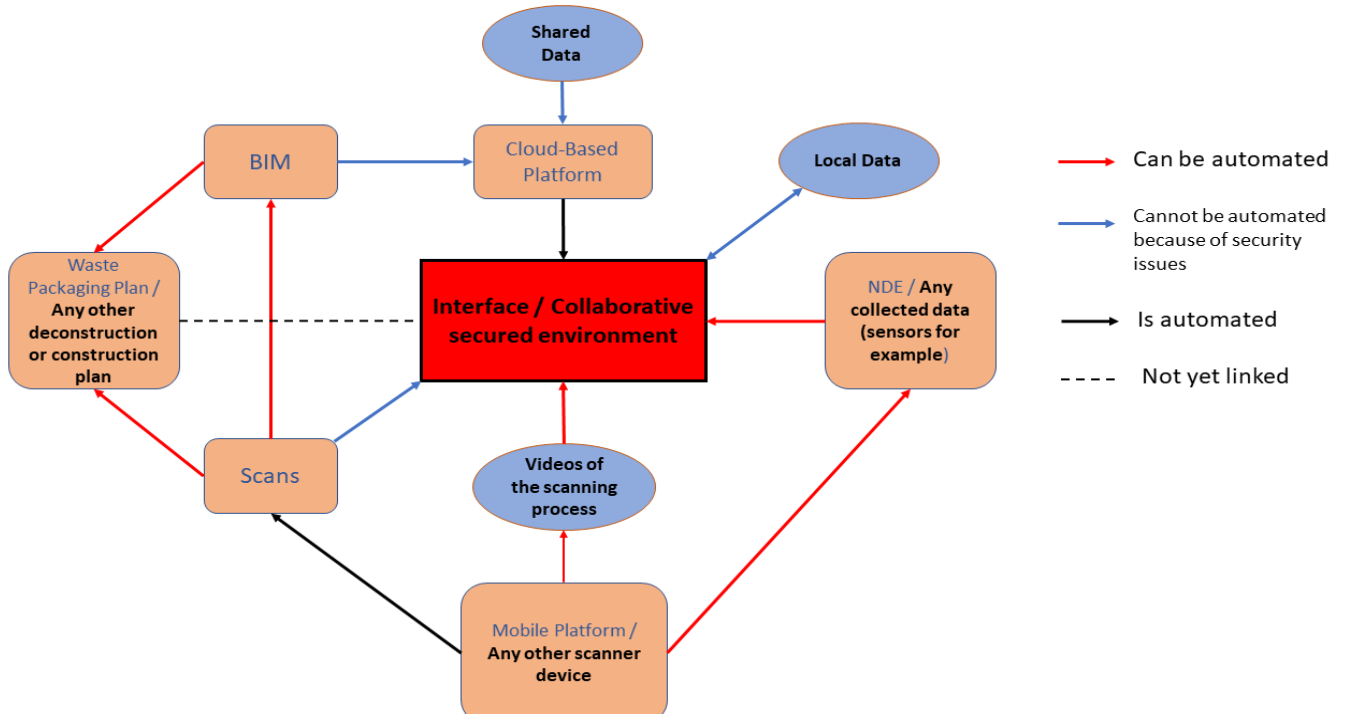 Shared
Data
BIM
Cloud-Based
Platform
Local Data
Can be automated
Cannot be automated
because of security
issues
Is automated
Not yet linked
Waste
Packaging Plan /
Any other
deconstruction
or construction
plan
Interface / Collaborative
secured environment
NDE / Any
collected data
(sensors for
example)
Scans
Videos of
the scanning
process
Mobile Platform /
Any other scanner
device